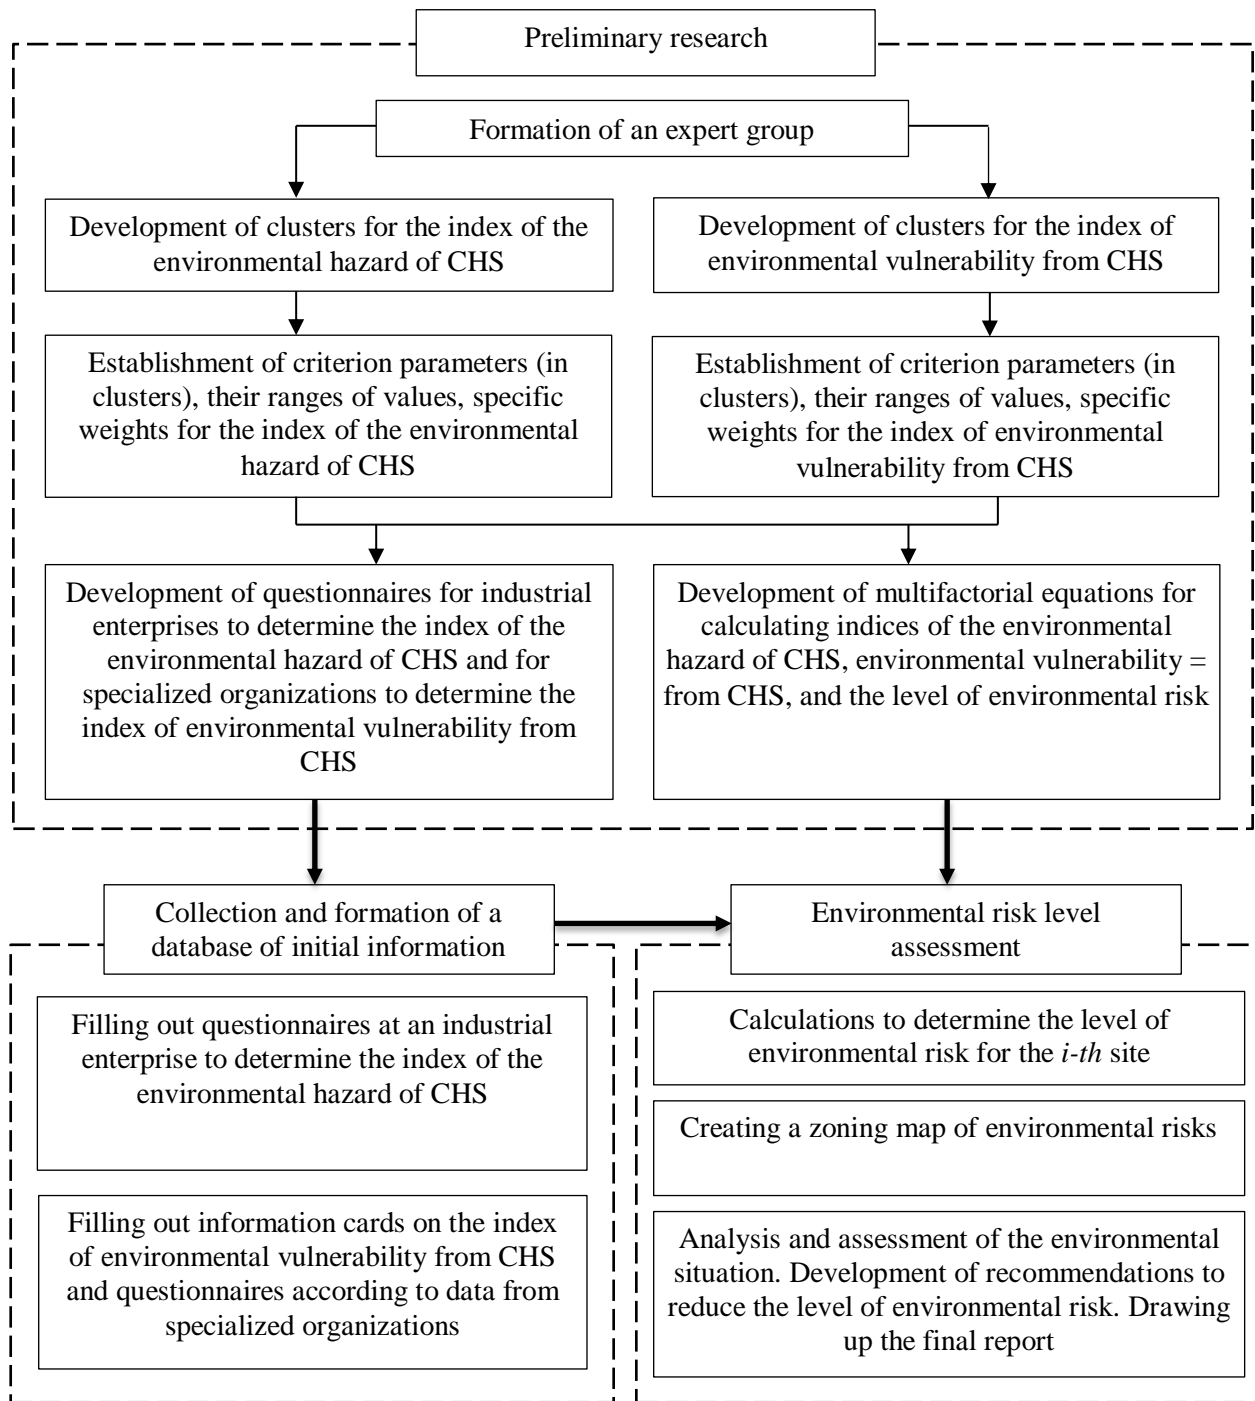 Preliminary research
Formation of an expert group
Development of clusters for the index of the
environmental hazard of CHS
Development of clusters for the index of
environmental vulnerability from CHS
Establishment of criterion parameters (in
clusters), their ranges of values, specific
weights for the index of the environmental
hazard of CHS
Establishment of criterion parameters (in
clusters), their ranges of values, specific
weights for the index of environmental
vulnerability from CHS
Development of questionnaires for industrial
enterprises to determine the index of the
environmental hazard of CHS and for
specialized organizations to determine the
index of environmental vulnerability from
CHS
Development of multifactorial equations for
calculating indices of the environmental
hazard of CHS, environmental vulnerability =
from CHS, and the level of environmental risk
Collection and formation of a
database of initial information
Environmental risk level
assessment
Filling out questionnaires at an industrial
enterprise to determine the index of the
environmental hazard of CHS
Filling out information cards on the index
of environmental vulnerability from CHS
and questionnaires according to data from
specialized organizations
Calculations to determine the level of
environmental risk for the i-th site
Creating a zoning map of environmental risks
Analysis and assessment of the environmental
situation. Development of recommendations to
reduce the level of environmental risk. Drawing
up the final report